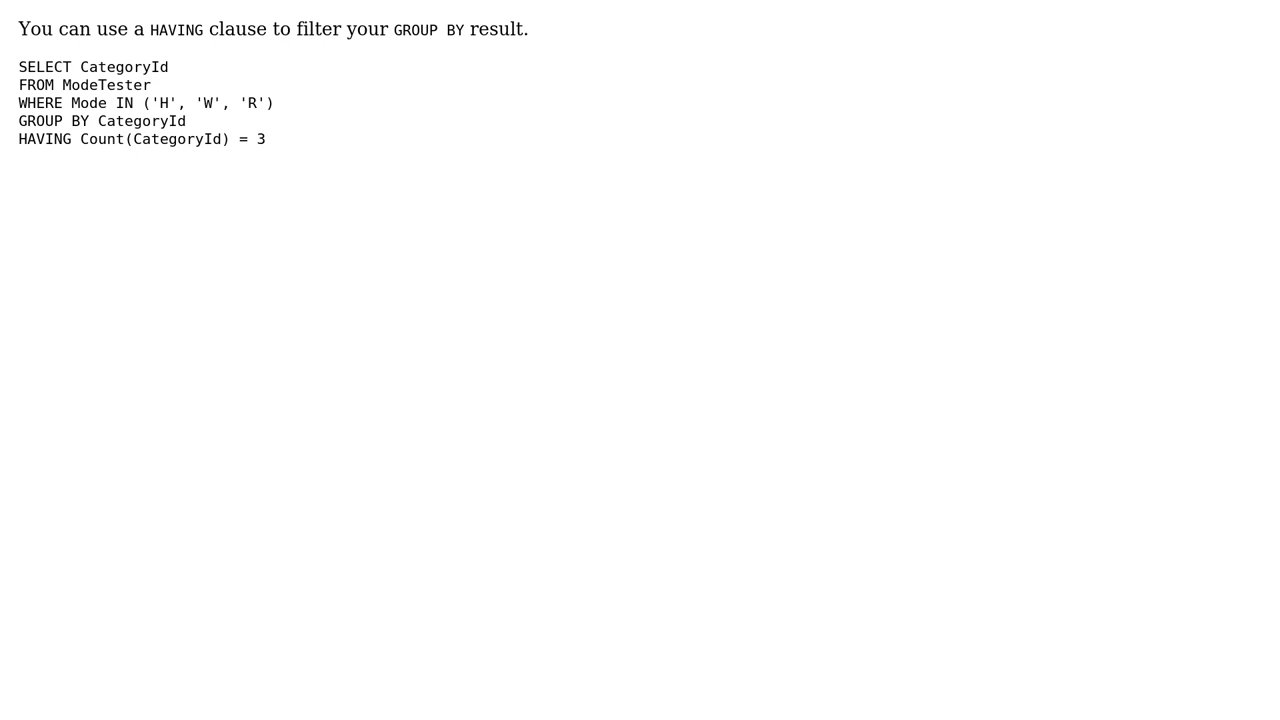 You can use a HAVING clause to filter your GROUP BY result.
SELECT CategoryId
FROM ModeTester
WHERE Mode IN ('H', 'W', 'R')
GROUP BY CategoryId
HAVING Count(CategoryId) = 3